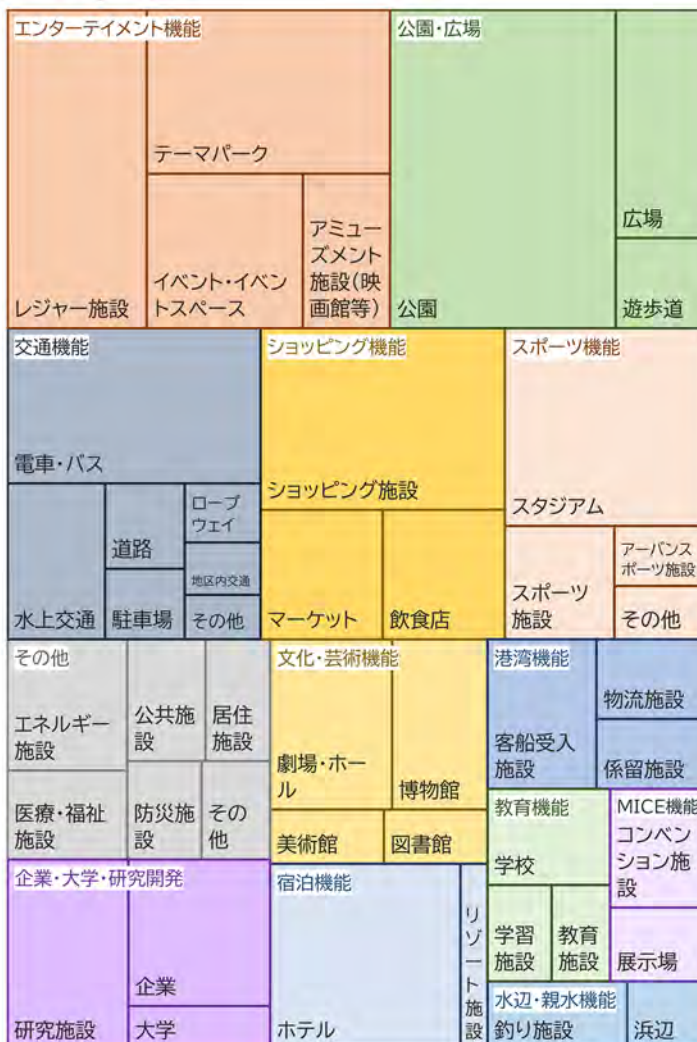 エンターテイメント機能
テーマパーク
レジャー施設
イベント・イベ
ントスペース
アミュー
ズメント
施設(映
画館等)
公園・広場
公園
広場
遊歩道
交通機能
電車・バス
水上交通
道路
駐車場
ロープ
ウェイ
地区内交通
その他
ショッピング機能
ショッピング施設
マーケット
飲食店
スポーツ機能
スタジアム
スポーツ
施設
アーバンス
ポーツ施設
その他
その他
エネルギー
施設
公共施
設
居住
施設
医療・福祉
施設
防災施
設
その
他
文化・芸術機能
劇場・ホー
ル
博物館
美術館
図書館
港湾機能
客船受入
施設
物流施設
係留施設
教育機能
学校
学習
施設
教育
施設
MICE機能
コンベン
ション施
設
展示場
企業・大学・研究開発
研究施設
企業
大学
宿泊機能
ホテル
リゾート施設
水辺・親水機能
釣り施設
浜辺